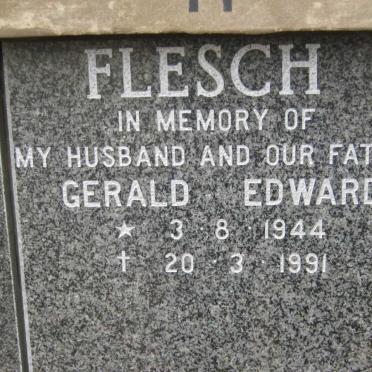 FLESCH
IN MEMORY OF
MY HUSBAND AND OUR FAT
GERALD EDWARD
★ 3·8·1944
† 20·3·1991